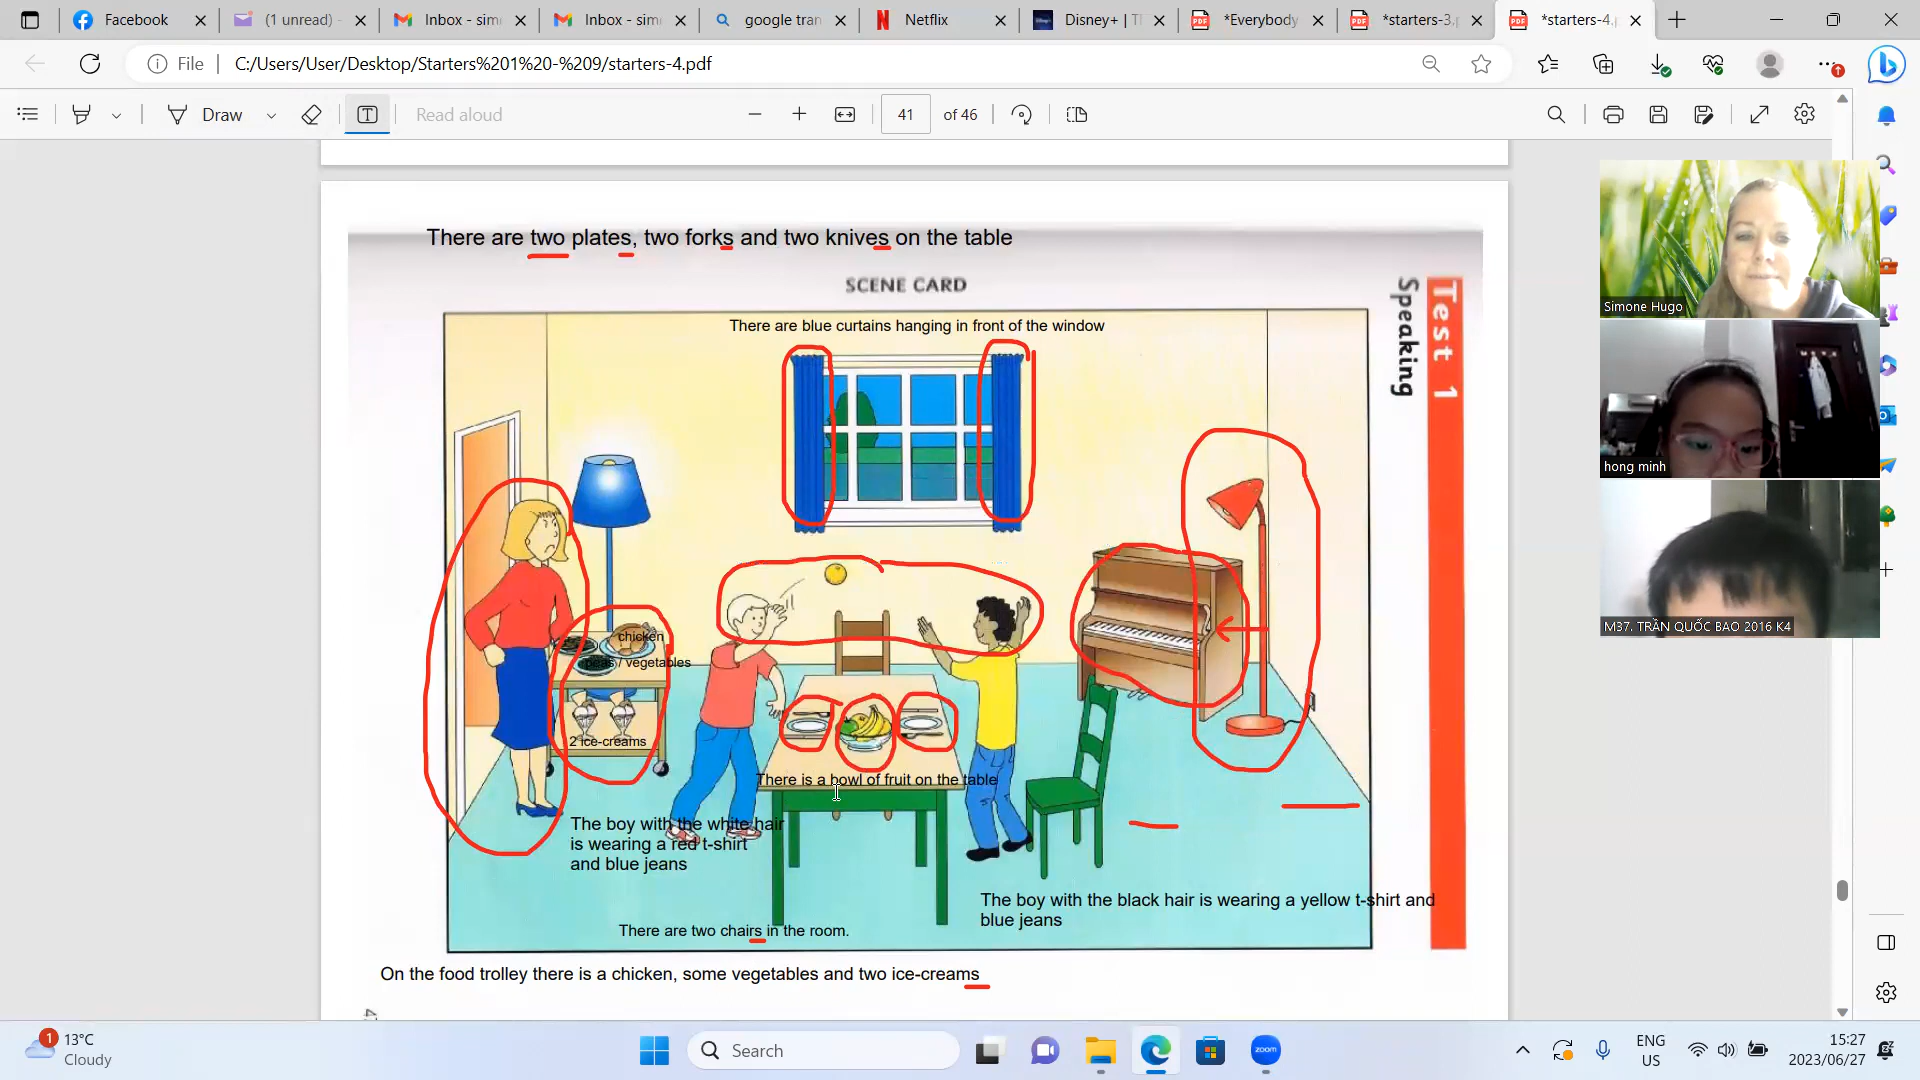 Facebook
(1 unread) -
Inbox - sim
Inbox - sim
google tran
Netflix
Disney+ | Th
*Everybody
*starters-3.p
*starters-4.p
File
C:/Users/User/Desktop/Starters%201%20-%209/starters-4.pdf
Draw
Read aloud
41
of 46
There are two plates, two forks and two knives on the table
SCENE CARD
Test 1
Speaking
There are blue curtains hanging in front of the window
chicken
peas / vegetables
2 ice-creams
There is a bowl of fruit on the table
The boy with the white hair
is wearing a red t-shirt
and blue jeans
The boy with the black hair is wearing a yellow t-shirt and
blue jeans
There are two chairs in the room.
On the food trolley there is a chicken, some vegetables and two ice-creams
Simone Hugo
hong minh
M37. TRẦN QUỐC BAO 2016 K4
1
13°C
Cloudy
Search
zoom
ENG
US
15:27
2023/06/27